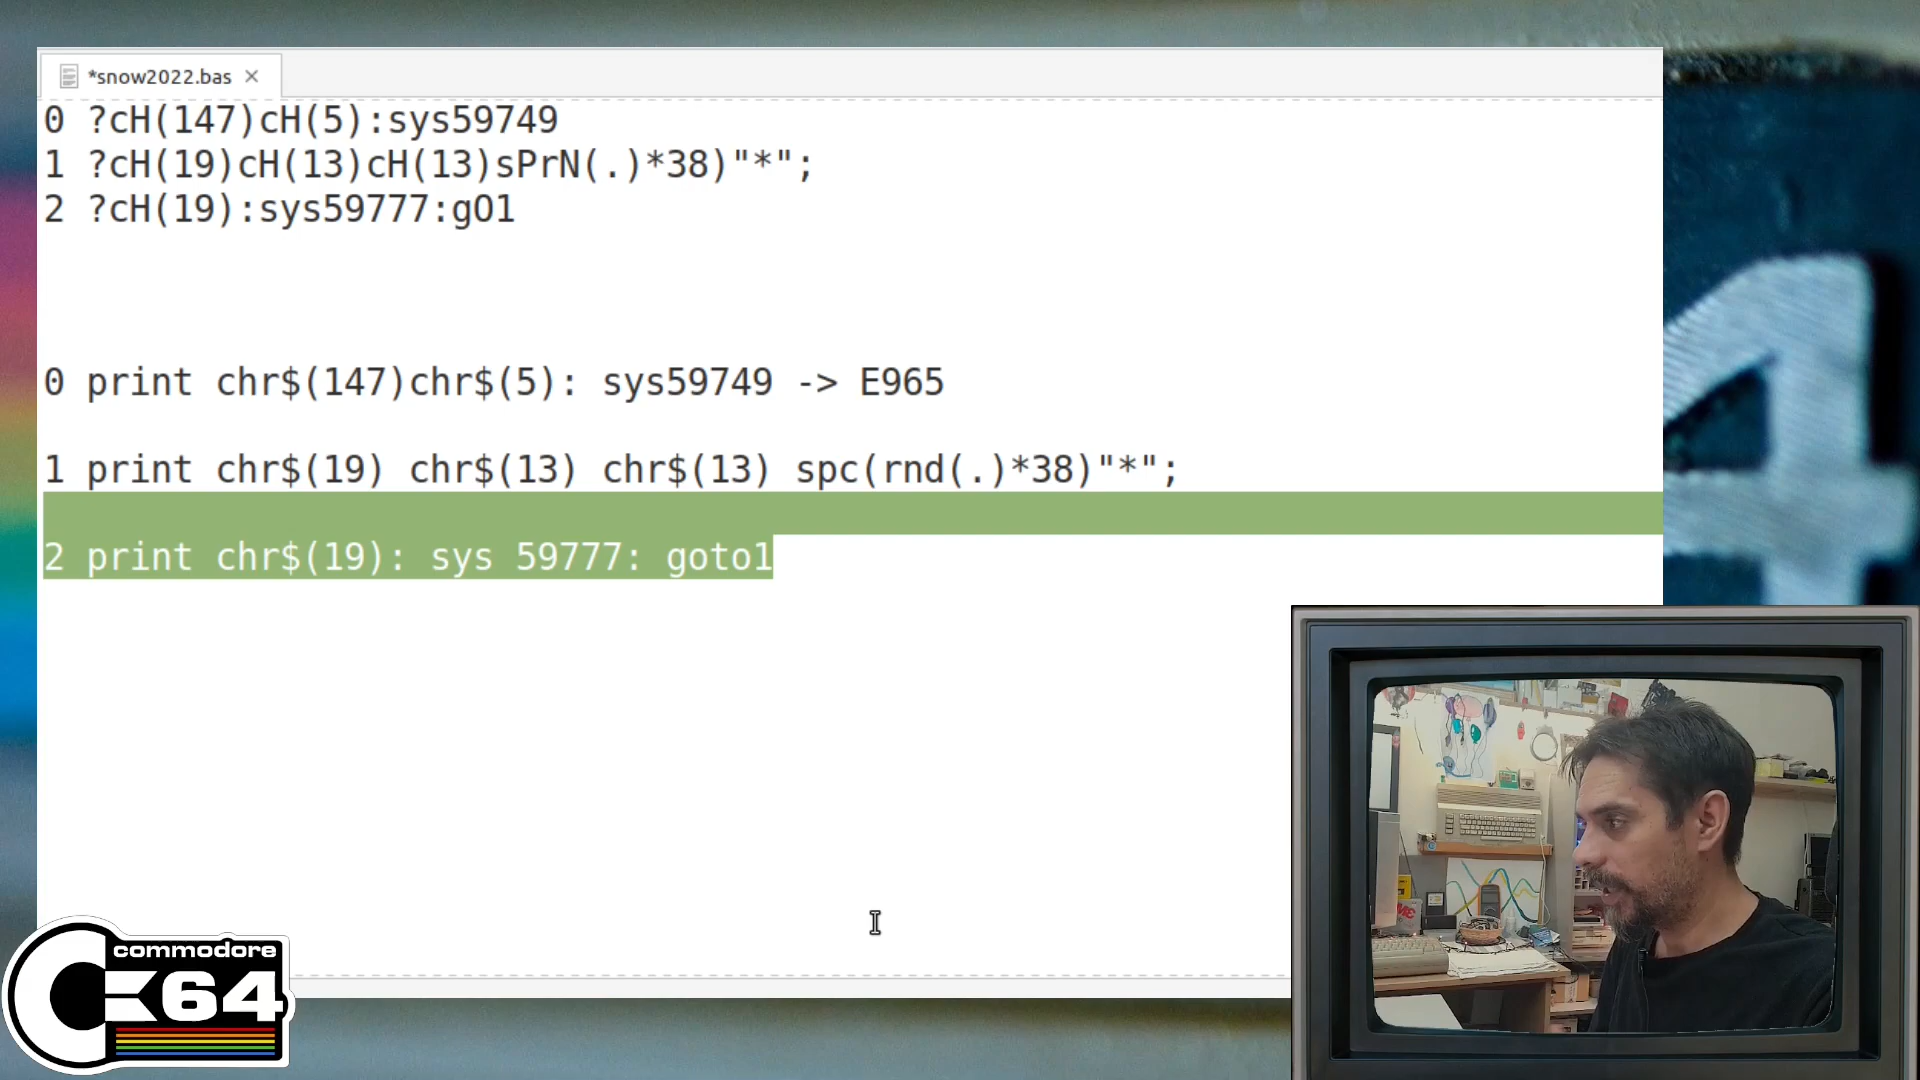 *snow2022.bas
0 ?cH(147)cH(5):sys59749
1 ?cH(19)cH(13)cH(13)sPrN(.)*38)"*";
2 ?cH(19):sys59777:gO1
0 print chr$(147)chr$(5): sys59749 -> E965
1 print chr$(19) chr$(13) chr$(13) spc(rnd(.)*38)"*";
2 print chr$(19): sys 59777: goto1
4
commodore
64